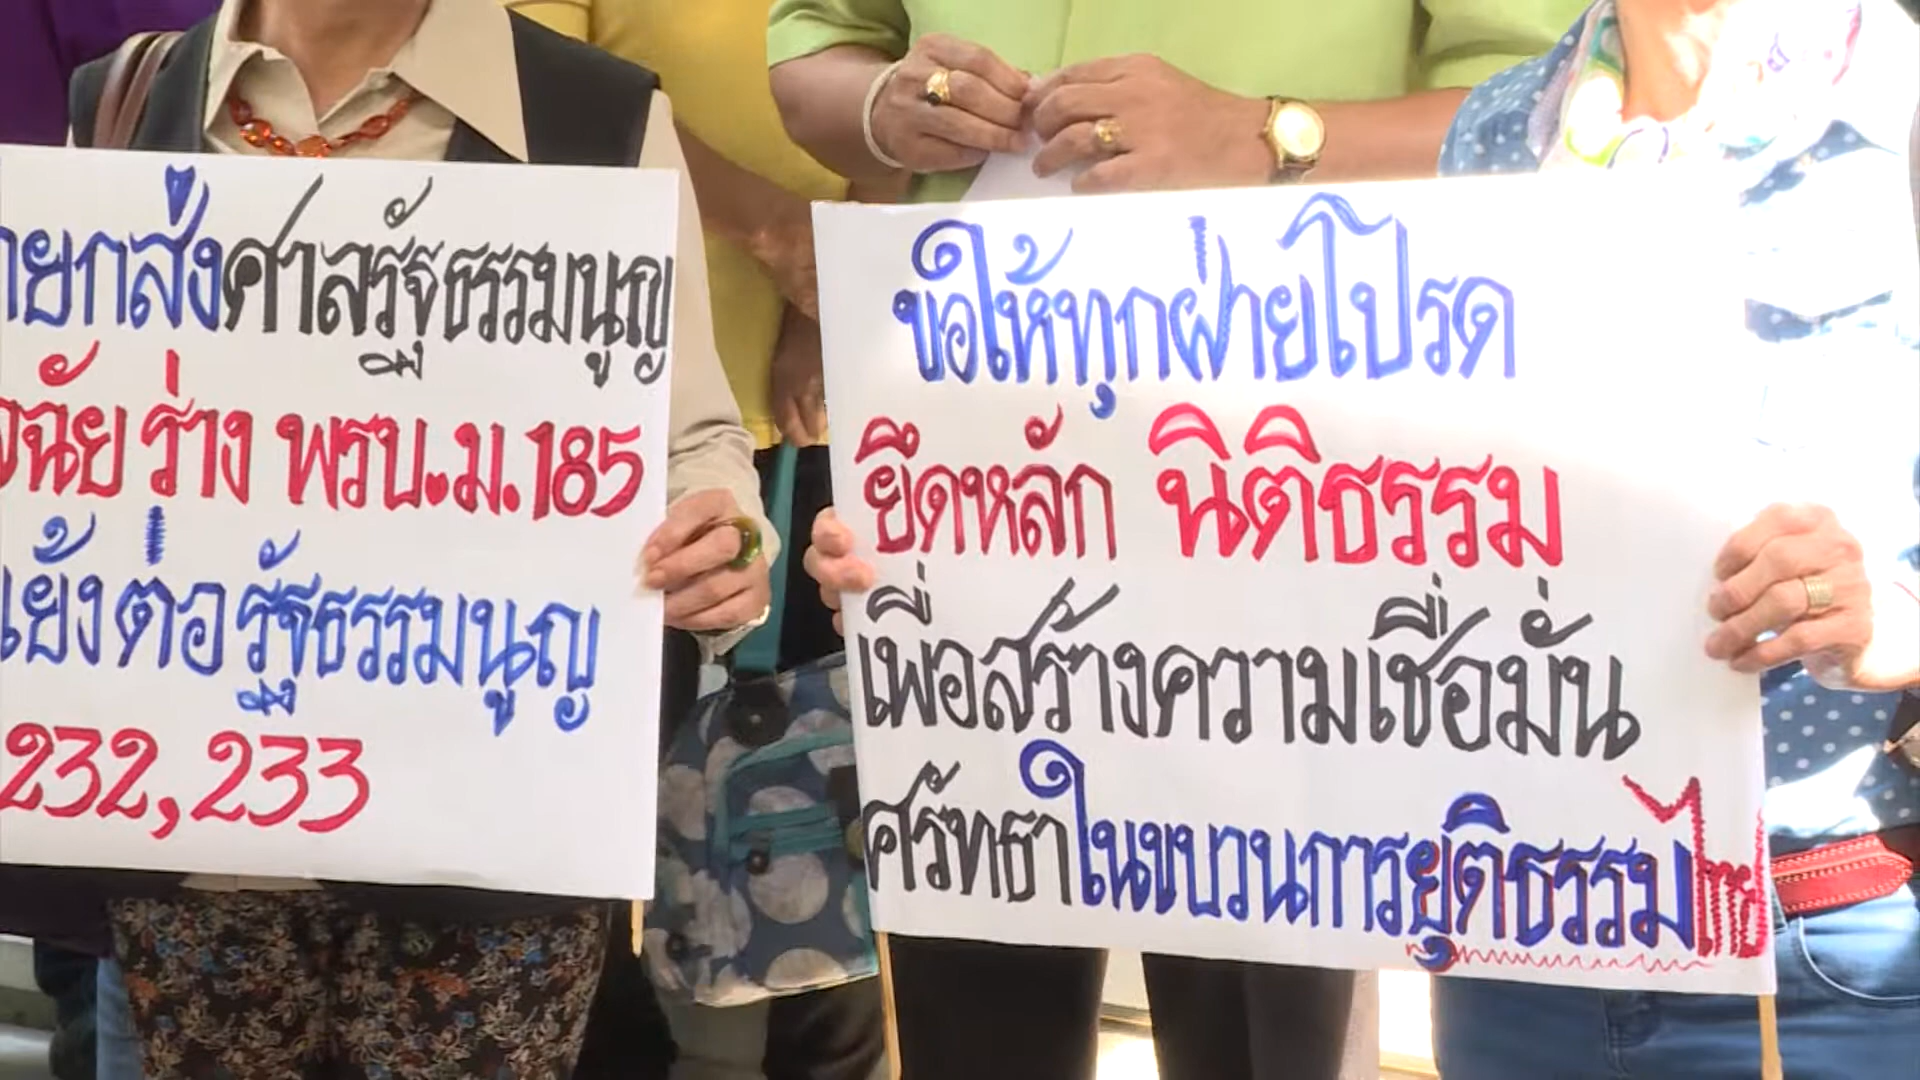 นายกส่งศาลรัฐธรรมนูญ
วินิจฉัย ร่าง พรบ.ม.185
แย้ง ต่อ รัฐธรรมนูญ
232,233
ขอให้ทุกฝ่ายโปรด
ยึดหลัก นิติธรรม
เพื่อสร้างความเชื่อมั่น
ศรัทธาในขบวนการยุติธรรมไทย